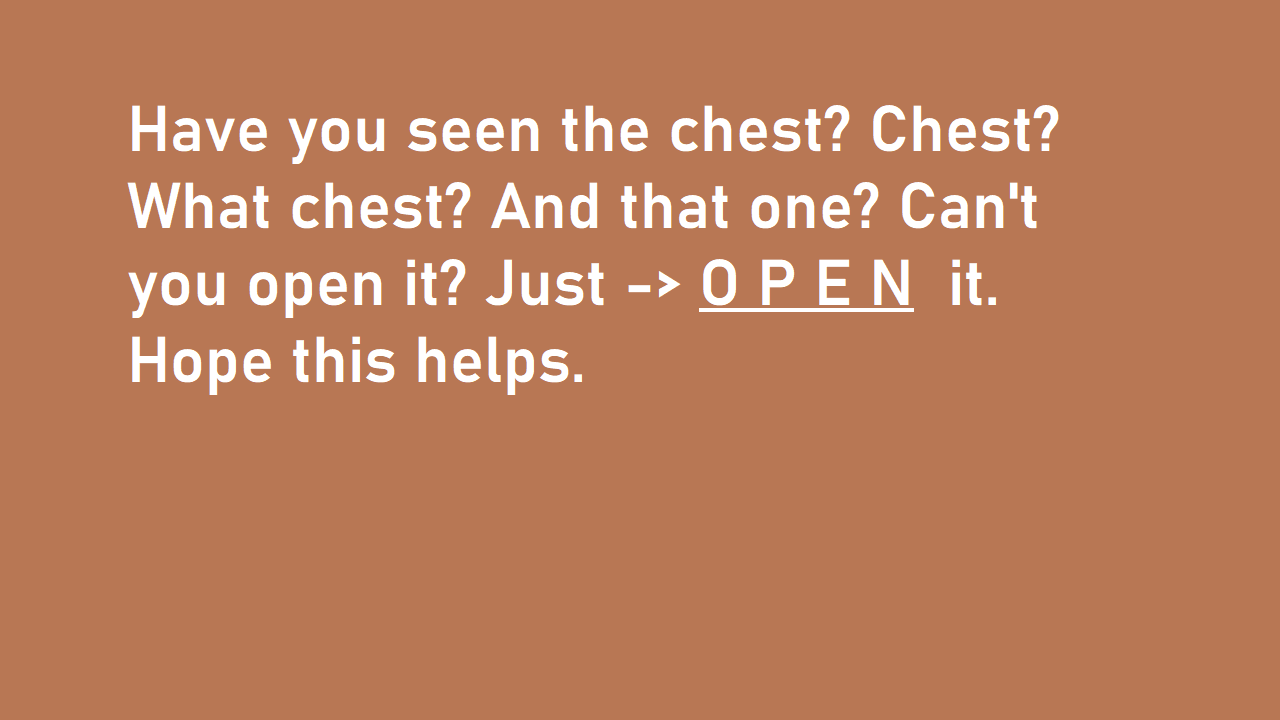 Have you seen the chest? Chest?
What chest? And that one? Can't
you open it? Just -> O P E N  it.
Hope this helps.